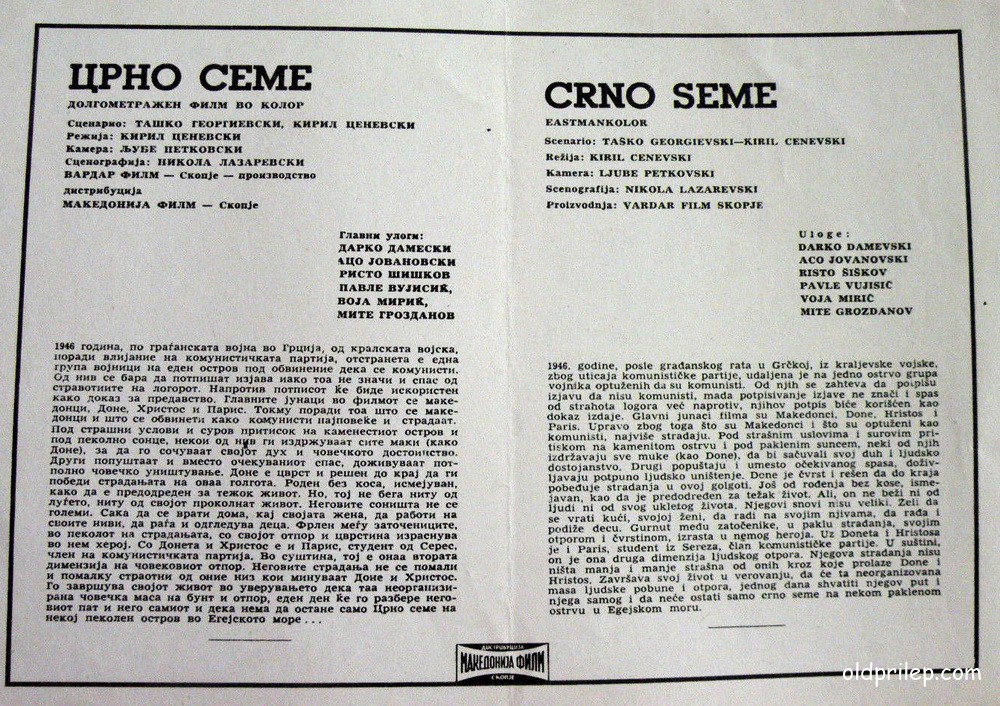 ЦРНО СЕМЕ
ДОЛГОМЕТРАЖЕН ФИЛМ ВО КОЛОР
Сценарио: ТАШКО ГЕОРГИЕВСКИ, КИРИЛ ЦЕНЕВСКИ
Режија: КИРИЛ ЦЕНЕВСКИ
Камера: ЉУБЕ ПЕТКОВСКИ
Сценографија: НИКОЛА ЛАЗАРЕВСКИ
ВАРДАР ФИЛМ — Скопје — производство
дистрибуција
МАКЕДОНИЈА ФИЛМ — Скопје
Главни улоги:
ДАРКО ДАМЕСКИ
АЦО ЈОВАНОВСКИ
РИСТО ШИШКОВ
ПАВЛЕ ВУЈИСИЌ,
ВОЈА МИРИЌ,
МИТЕ ГРОЗДАНОВ
1946 година, по граѓанската војна во Грција, од кралската војска,
поради влијание на комунистичката партија, отстранета е една
група војници на еден остров под обвинение дека се комунисти.
Од нив се бара да потпишат изјава иако тоа не значи и спас од
стравотиите на логорот. Напротив потписот ќе биде искористен
како доказ за предавство. Главните јунаци во филмот се маке-
донци, Доне, Христос и Парис. Токму поради тоа што се маке-
донци и што се обвинети како комунисти најповеќе и страдаат.
Под страшни услови и суров притисок на каменестиот остров и
под пеколно сонце, некои од нив ги издржуваат сите маки (како
Доне), за да го сочуваат својот дух и човечкото достоинство.
Други попуштаат и вместо очекуваниот спас, доживуваат пот-
полно човечко уништување. Доне е цврст и решен до крај да ги
победи страдањата на оваа голгота. Роден без коса, исмејуван,
како да е предодреден за тежок живот. Но, тој не бега ниту од
луѓето, ниту од својот проколнат живот. Неговите соништа не се
големи. Сака да се врати дома, кај својата жена, да работи на
своите ниви, да раѓа и одгледува деца. Фрлен меѓу заточениците,
во пеколот на страдањата, со својот отпор и цврстина израснува
во нем херој. Со Донета и Христос е и Парис, студент од Серес,
член на комунистичката партија. Во суштина, тој е онаа втората
димензија на човековиот отпор. Неговите страдања не се помали
и помалку страотни од оние низ кои минуваат Доне и Христос.
Го завршува својот живот во уверувањето дека таа неорганизи-
рана човечка маса на бунт и отпор, еден ден ќе го разбере него-
виот пат и него самиот и дека нема да остане само Црно семе на
некој пеколен остров во Егејското море . . .
CRNO SEME
EASTMANKOLOR
Scenario: TAŠKO GEORGIEVSKI—KIRIL CENEVSKI
Režija: KIRIL CENEVSKI
Kamera: LJUBE PETKOVSKI
Scenografija: NIKOLA LAZAREVSKI
Proizvodnja: VARDAR FILM SKOPJE
Uloge:
DARKO DAMEVSKI
ACO JOVANOVSKI
RISTO ŠIŠKOV
PAVLE VUJISIĆ
VOJA MIRIĆ
MITE GROZDANOV
1946. godine, posle građanskog rata u Grčkoj, iz kraljevske vojske,
zbog uticaja komunističke partije, udaljena je na jedno ostrvo grupa
vojnika optuženih da su komunisti. Od njih se zahteva da potpišu
izjavu da nisu komunisti, mada potpisivanje izjave ne znači i spas
od strahota logora već naprotiv, njihov potpis biće korišćen kao
dokaz izdaje. Glavni junaci filma su Makedonci, Done, Hristos i
Paris. Upravo zbog toga što su Makedonci i što su optuženi kao
komunisti, najviše stradaju. Pod strašnim uslovima i surovim pri-
tiskom na kamenitom ostrvu i pod paklenim suncem, neki od njih
izdržavaju sve muke (kao Done), da bi sačuvali svoj duh i ljudsko
dostojanstvo. Drugi popuštaju i umesto očekivanog spasa, doživ-
ljavaju potpuno ljudsko uništenje. Done je čvrst i rešen do kraja
pobeđuje stradanja u ovoj golgoti. Još od rođenja bez kose, isme-
javan, kao da je predodređen za težak život. Ali, on ne beži ni od
ljudi ni od svog ukletog života. Njegovi snovi nisu veliki. Želi da
se vrati kući, svojoj ženi, da radi na svojim njivama, da rađa i
podiže decu. Gurnut među zatočenike, u paklu stradanja, svojim
otporom i čvrstinom, izrasta u nemog heroja. Uz Doneta i Hristosa
je i Paris, student iz Sereza, član komunističke partije. U suštini,
on je ona druga dimenzija ljudskog otpora. Njegova stradanja nisu
ništa manja i manje strašna od onih kroz koje prolaze Done i
Hristos. Završava svoj život u verovanju, da će ta neorganizovana
masa ljudske pobune i otpora, jednog dana shvatiti njegov put i
njega samog i da neće ostati samo crno seme na nekom paklenom
ostrvu u Egejskom moru.
ДИСТРИБУЦИЈА
МАКЕДОНИЈА ФИЛМ
СКОПЈЕ
oldprilep.com